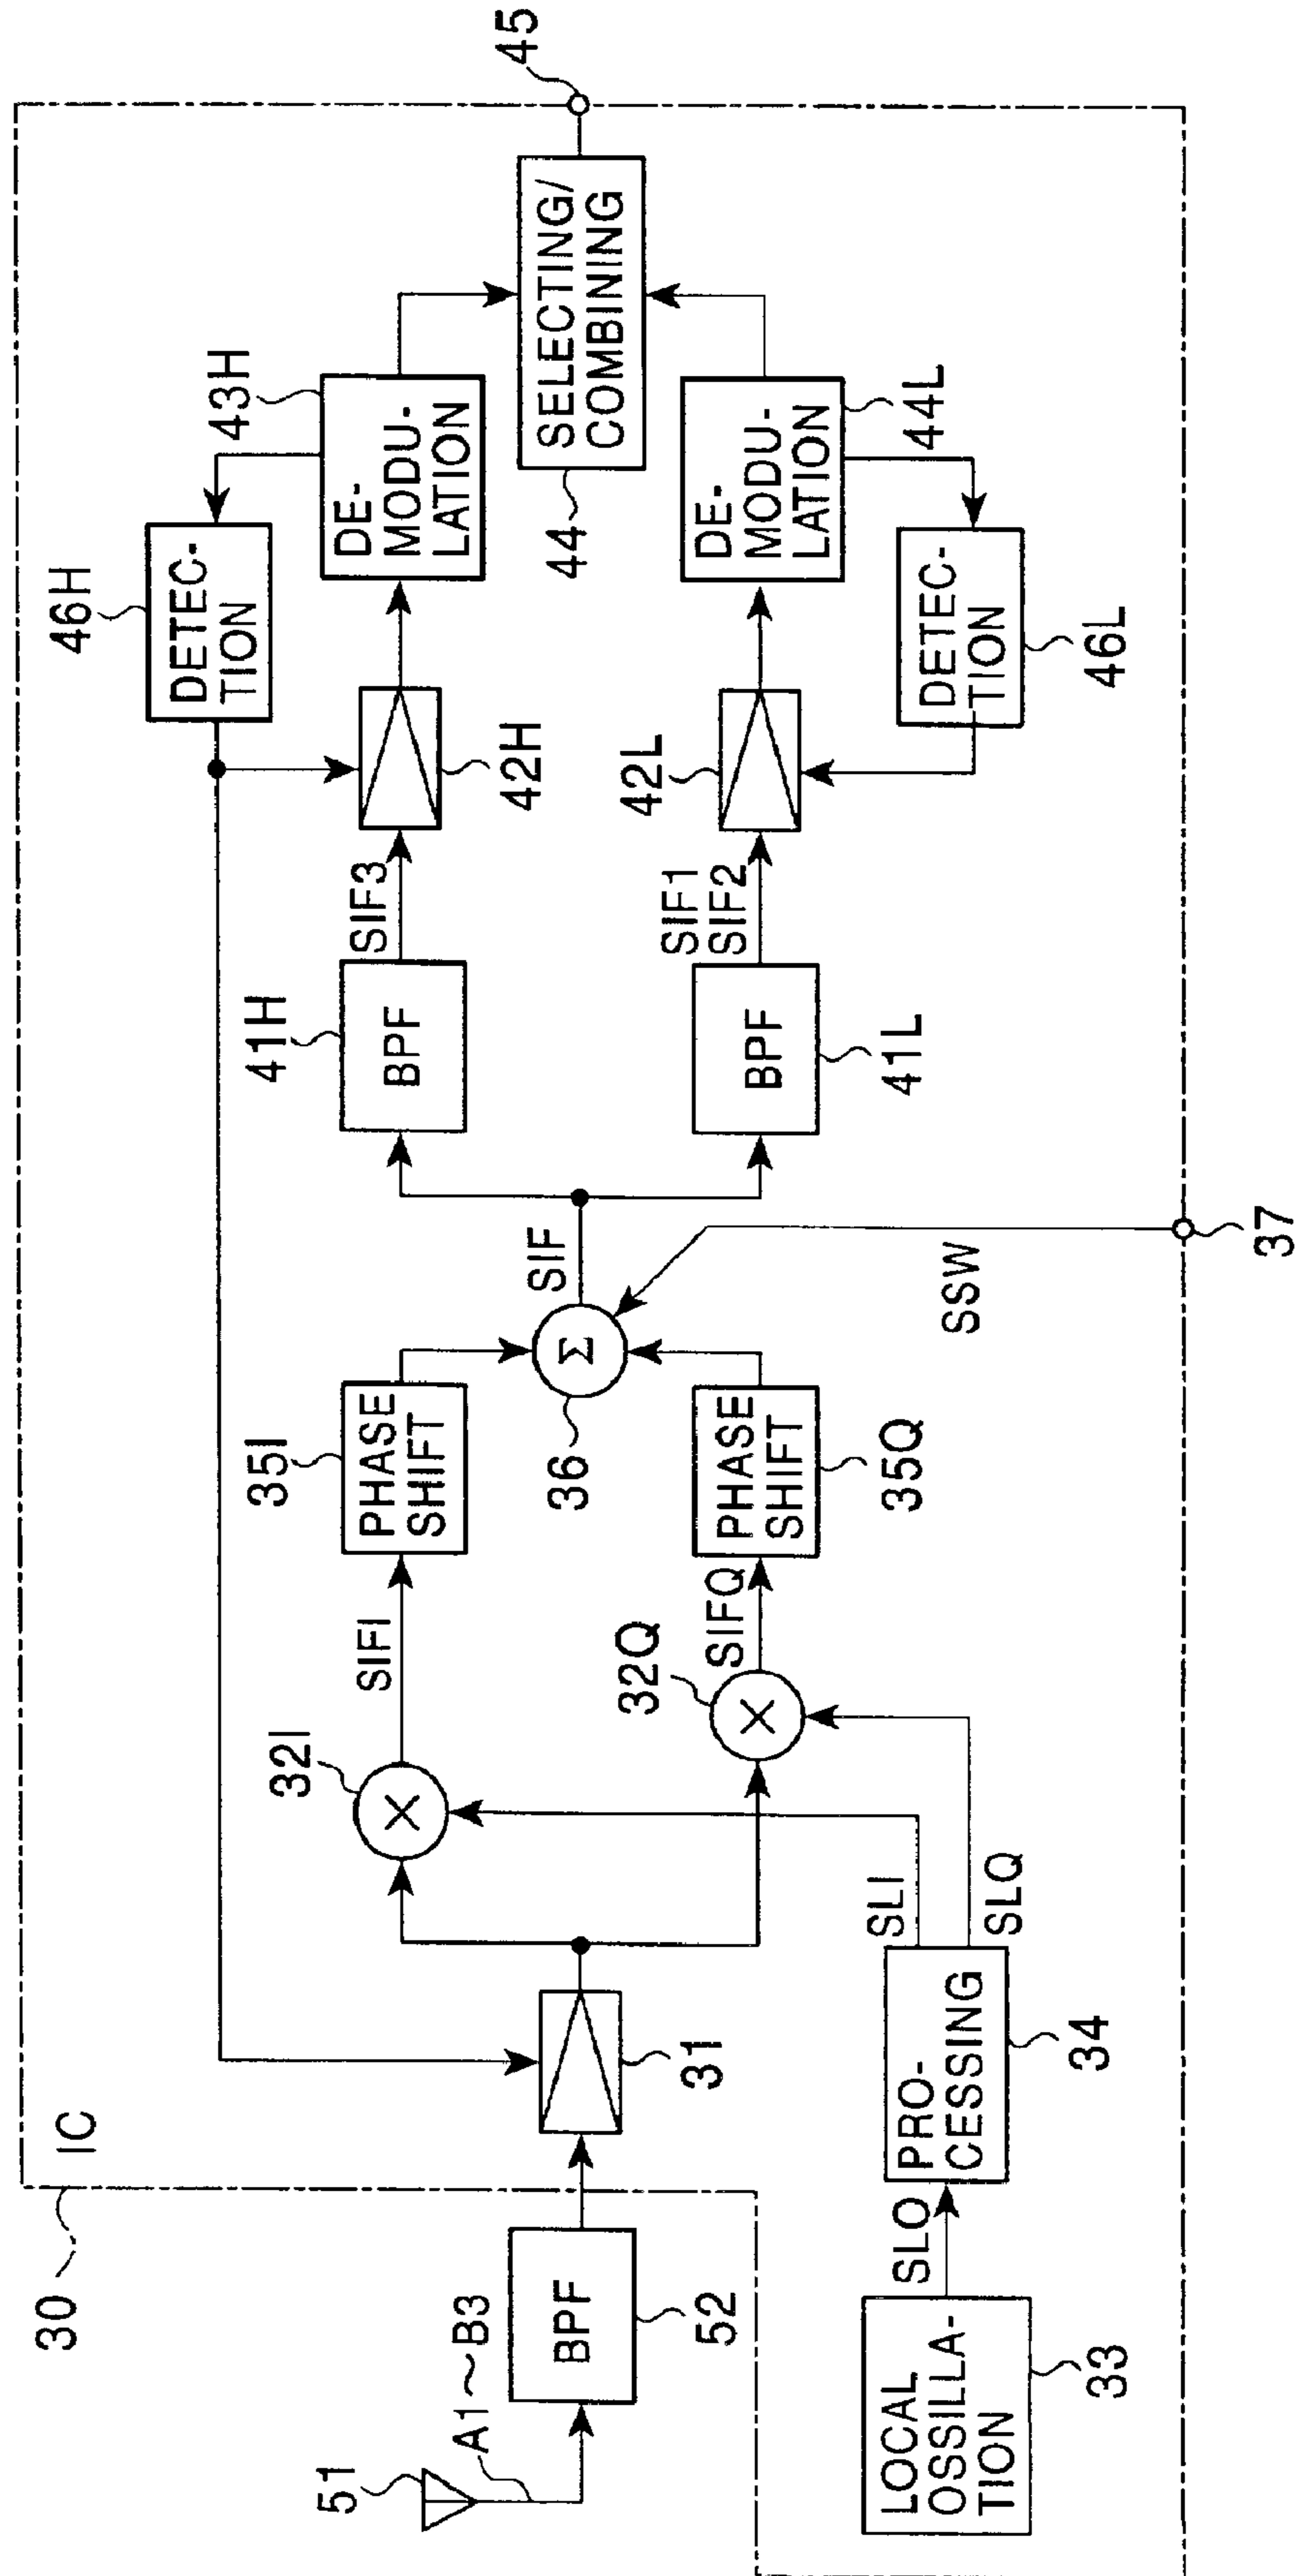 30
IC
51
A1~B3
BPF
52
31
LOCAL
OSSILLA-
TION
33
SLO
PRO-
CESSING
34
SLI
SLQ
32I
32Q
SIFI
SIFQ
35I
PHASE
SHIFT
PHASE
SHIFT
35Q
Σ
36
SIF
SSW
37
41H
BPF
SIF3
BPF
41L
SIF1
SIF2
42H
42L
46H
DETEC-
TION
43H
DE-
MODU-
LATION
DE-
MODU-
LATION
44L
DETEC-
TION
46L
SELECTING/
COMBINING
44
45